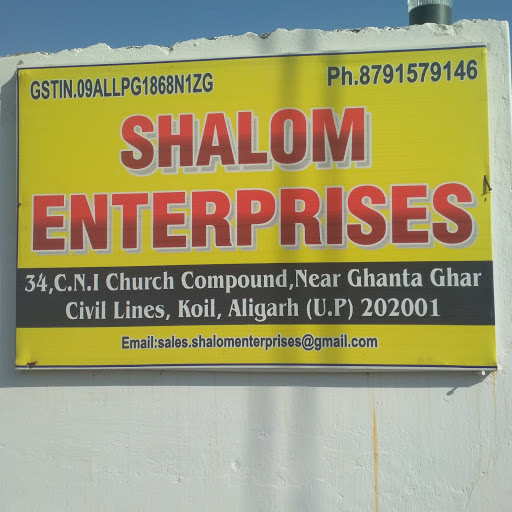 GSTIN.09ALLPG1868N1ZG Ph.8791579146
SHALOM
ENTERPRISES
34,C.N.I Church Compound,Near Ghanta Ghar
Civil Lines, Koil, Aligarh (U.P) 202001
Email:sales.shalomenterprises@gmail.com